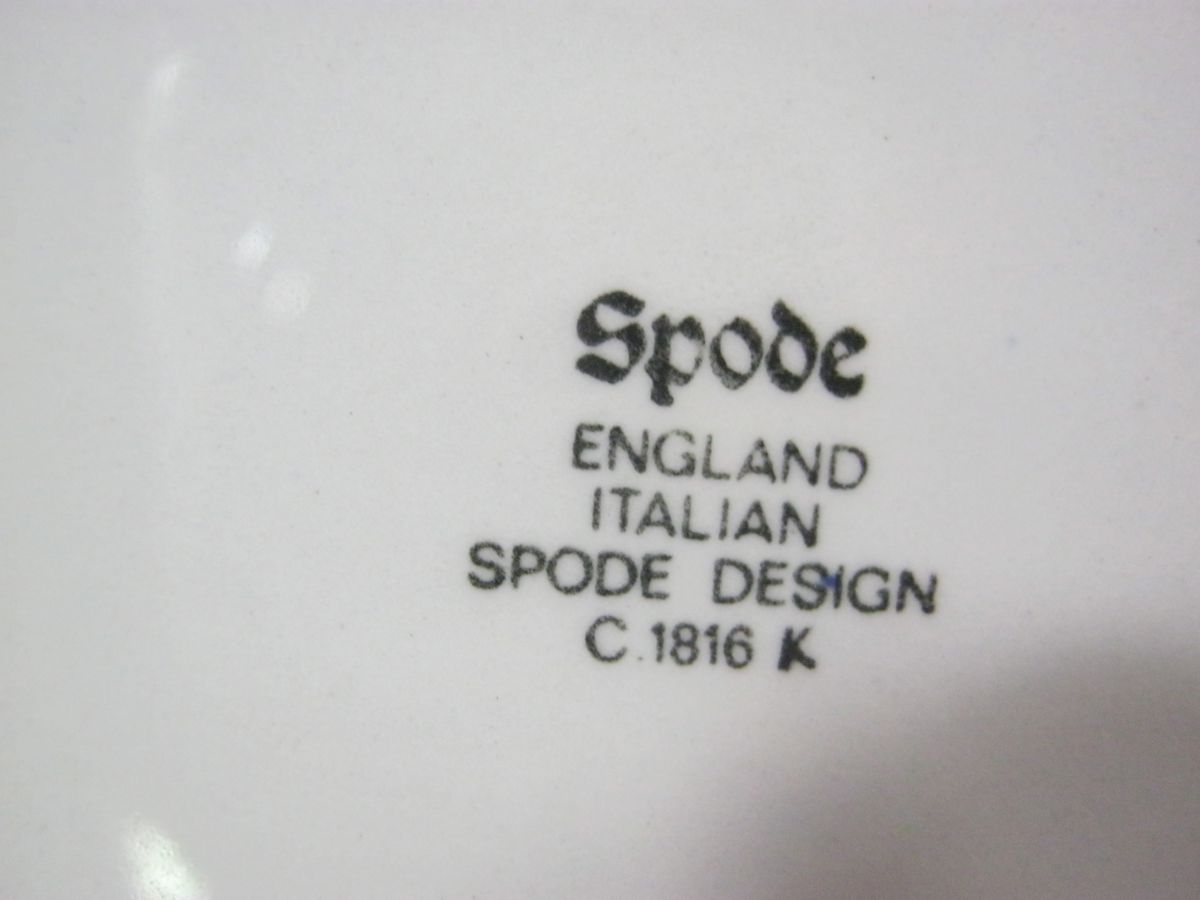 Spode
ENGLAND
ITALIAN
SPODE DESIGN
C.1816 K